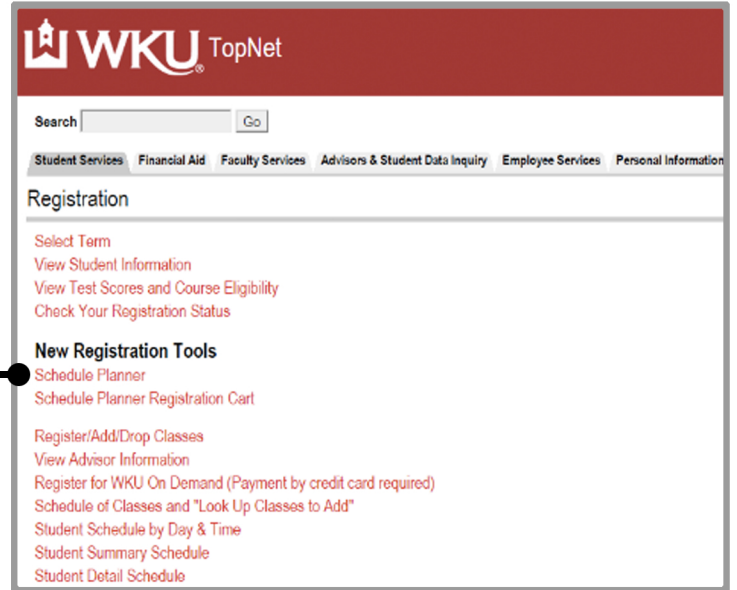 WKU® TopNet
Search Go
Student Services Financial Aid Faculty Services Advisors & Student Data Inquiry Employee Services Personal Information
Registration
Select Term
View Student Information
View Test Scores and Course Eligibility
Check Your Registration Status
New Registration Tools
Schedule Planner
Schedule Planner Registration Cart
Register/Add/Drop Classes
View Advisor Information
Register for WKU On Demand (Payment by credit card required)
Schedule of Classes and "Look Up Classes to Add"
Student Schedule by Day & Time
Student Summary Schedule
Student Detail Schedule